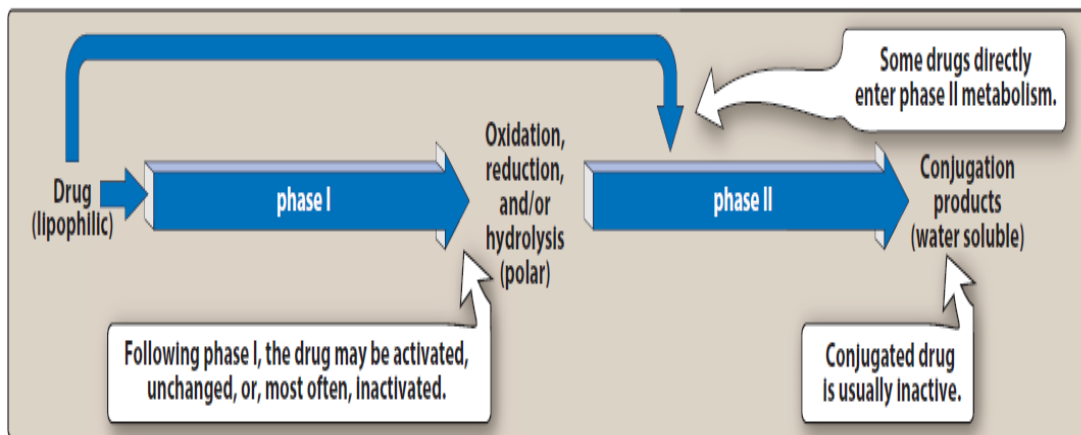 Some drugs directly
enter phase II metabolism.
Drug
(lipophilic)
phase I
Oxidation,
reduction,
and/or
hydrolysis
(polar)
phase II
Conjugation
products
(water soluble)
Following phase I, the drug may be activated,
unchanged, or, most often, inactivated.
Conjugated drug
is usually inactive.